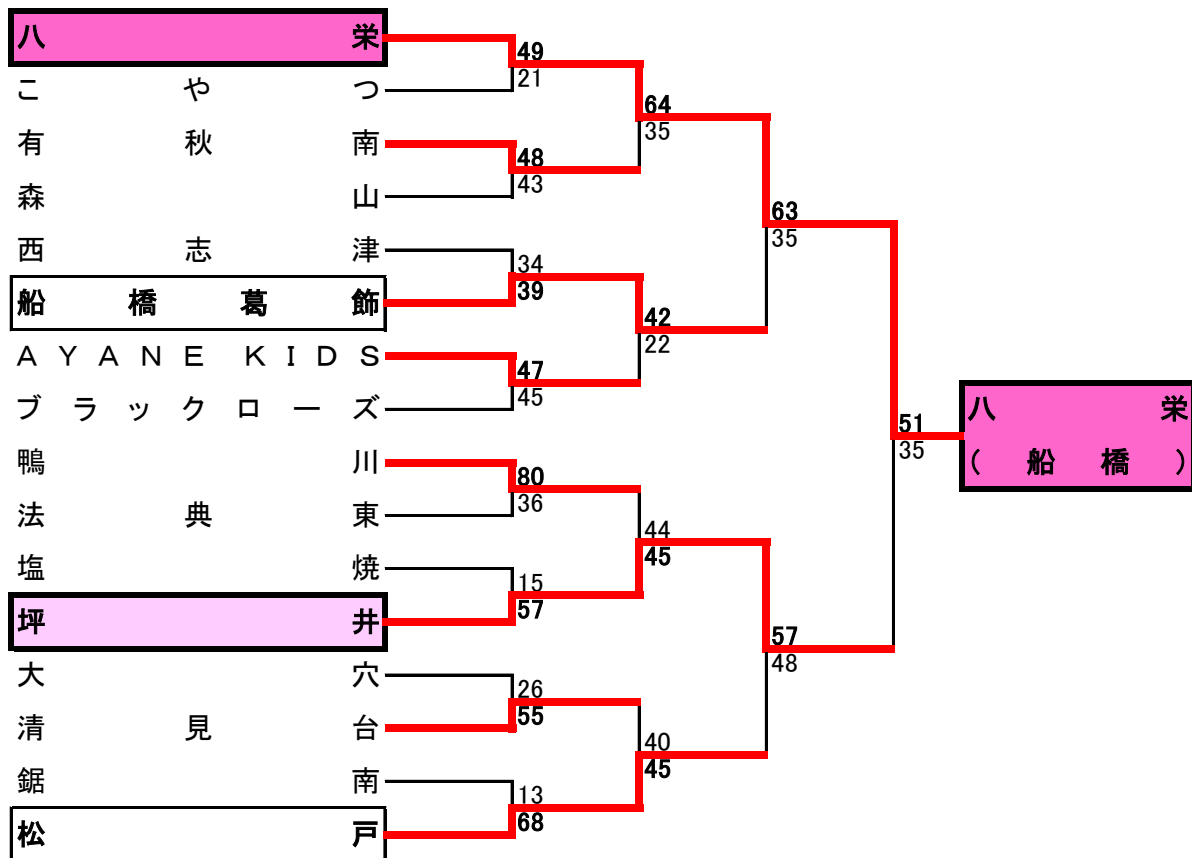 八栄
こやつ
有秋南
森山
西志津
船橋葛飾
AYANE KIDS
ブラックローズ
鴨川
法典東
塩焼
坪井
大穴
清見台
鋸南
松戸
49
21
48
43
34
39
47
45
80
36
15
57
26
55
13
68
64
35
42
22
44
45
40
45
63
35
57
48
51
35
八栄
(船橋)